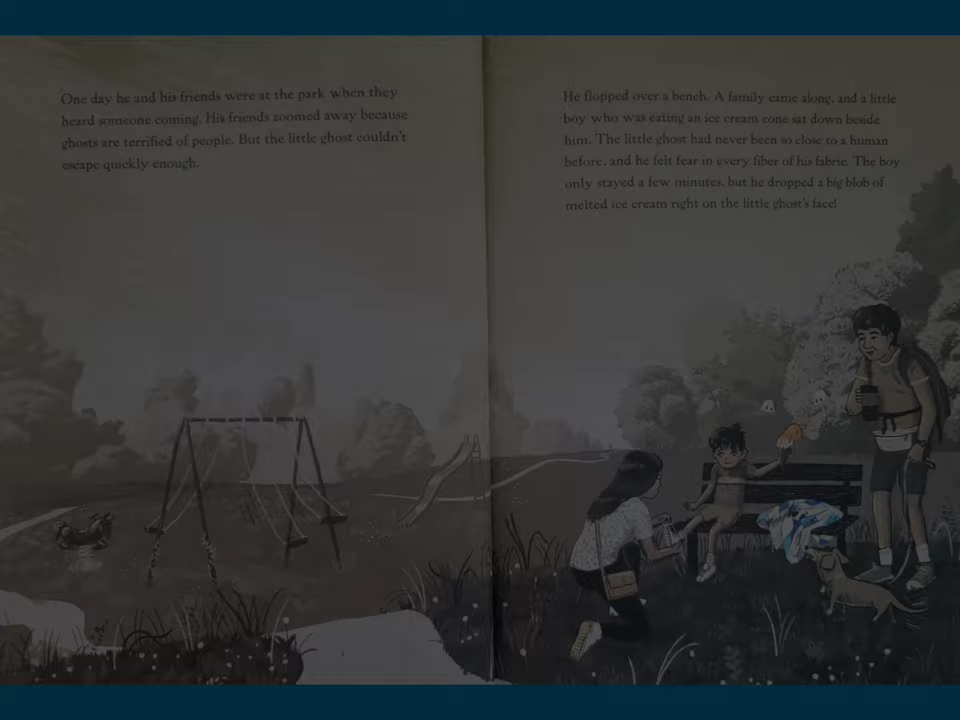 One day he and his friends were at the park when they
heard someone coming. His friends zoomed away because
ghosts are terrified of people. But the little ghost couldn't
escape quickly enough.
He flopped over a bench. A family came along, and a little
boy who was eating an ice cream cone sat down beside
him. The little ghost had never been so close to a human
before, and he felt fear in every fiber of his fabric. The boy
only stayed a few minutes, but he dropped a big blob of
melted ice cream right on the little ghost's face!